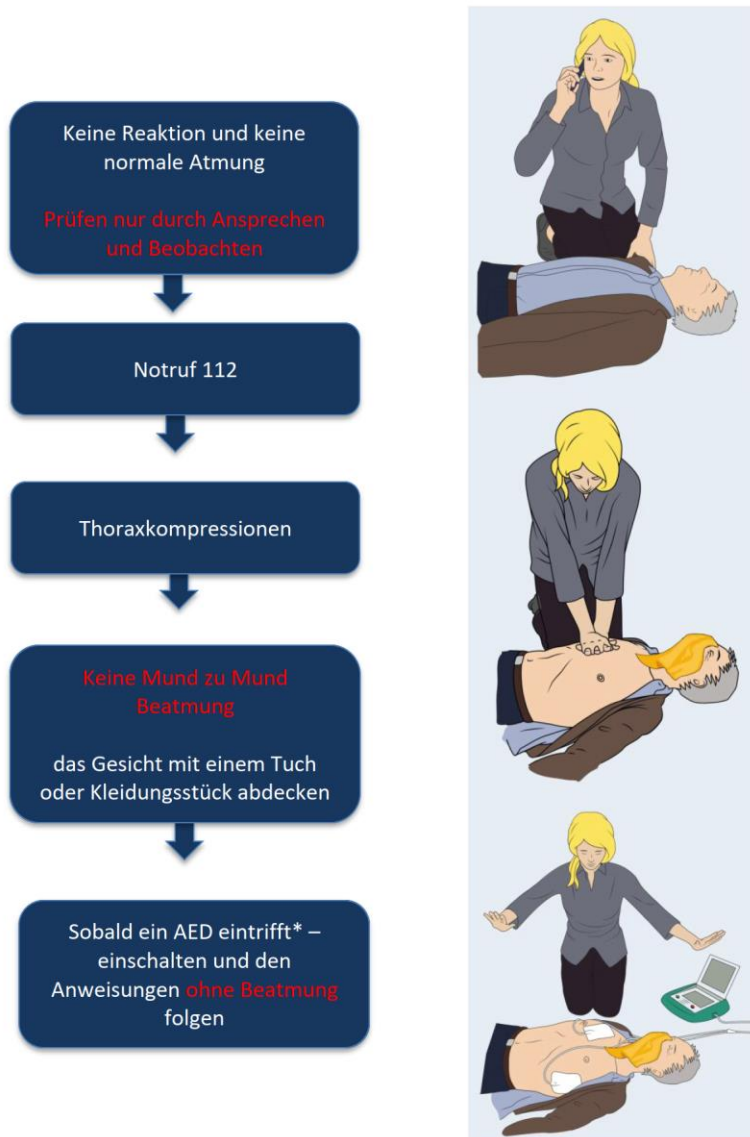 Keine Reaktion und keine
normale Atmung
Prüfen nur durch Ansprechen
und Beobachten
Notruf 112
Thoraxkompressionen
Keine Mund zu Mund
Beatmung
das Gesicht mit einem Tuch
oder Kleidungsstück abdecken
Sobald ein AED eintrifft* –
einschalten und den
Anweisungen ohne Beatmung
folgen